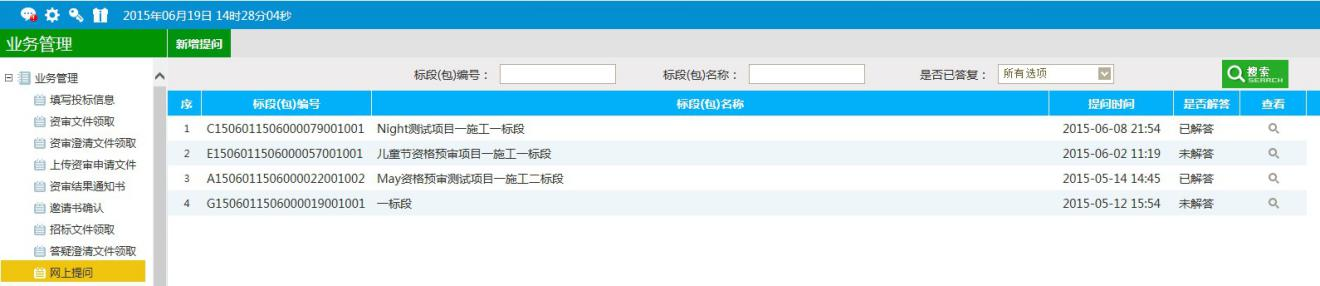 2015年06月19日 14时28分04秒
业务管理
新增提问
业务管理
填写投标信息
资审文件领取
资审澄清文件领取
上传资审申请文件
资审结果通知书
邀请书确认
招标文件领取
答疑澄清文件领取
网上提问
标段(包)编号： 标段(包)名称： 是否已答复： 所有选项 搜索 SEARCH
序 标段(包)编号 标段(包)名称 提问时间 是否解答 查看
1 C1506011506000079001001 Night测试项目一施工一标段 2015-06-08 21:54 已解答
2 E1506011506000057001001 儿童节资格预审项目一施工一标段 2015-06-02 11:19 未解答
3 A1506011506000022001002 May资格预审测试项目一施工二标段 2015-05-14 14:45 已解答
4 G1506011506000019001001 一标段 2015-05-12 15:54 未解答